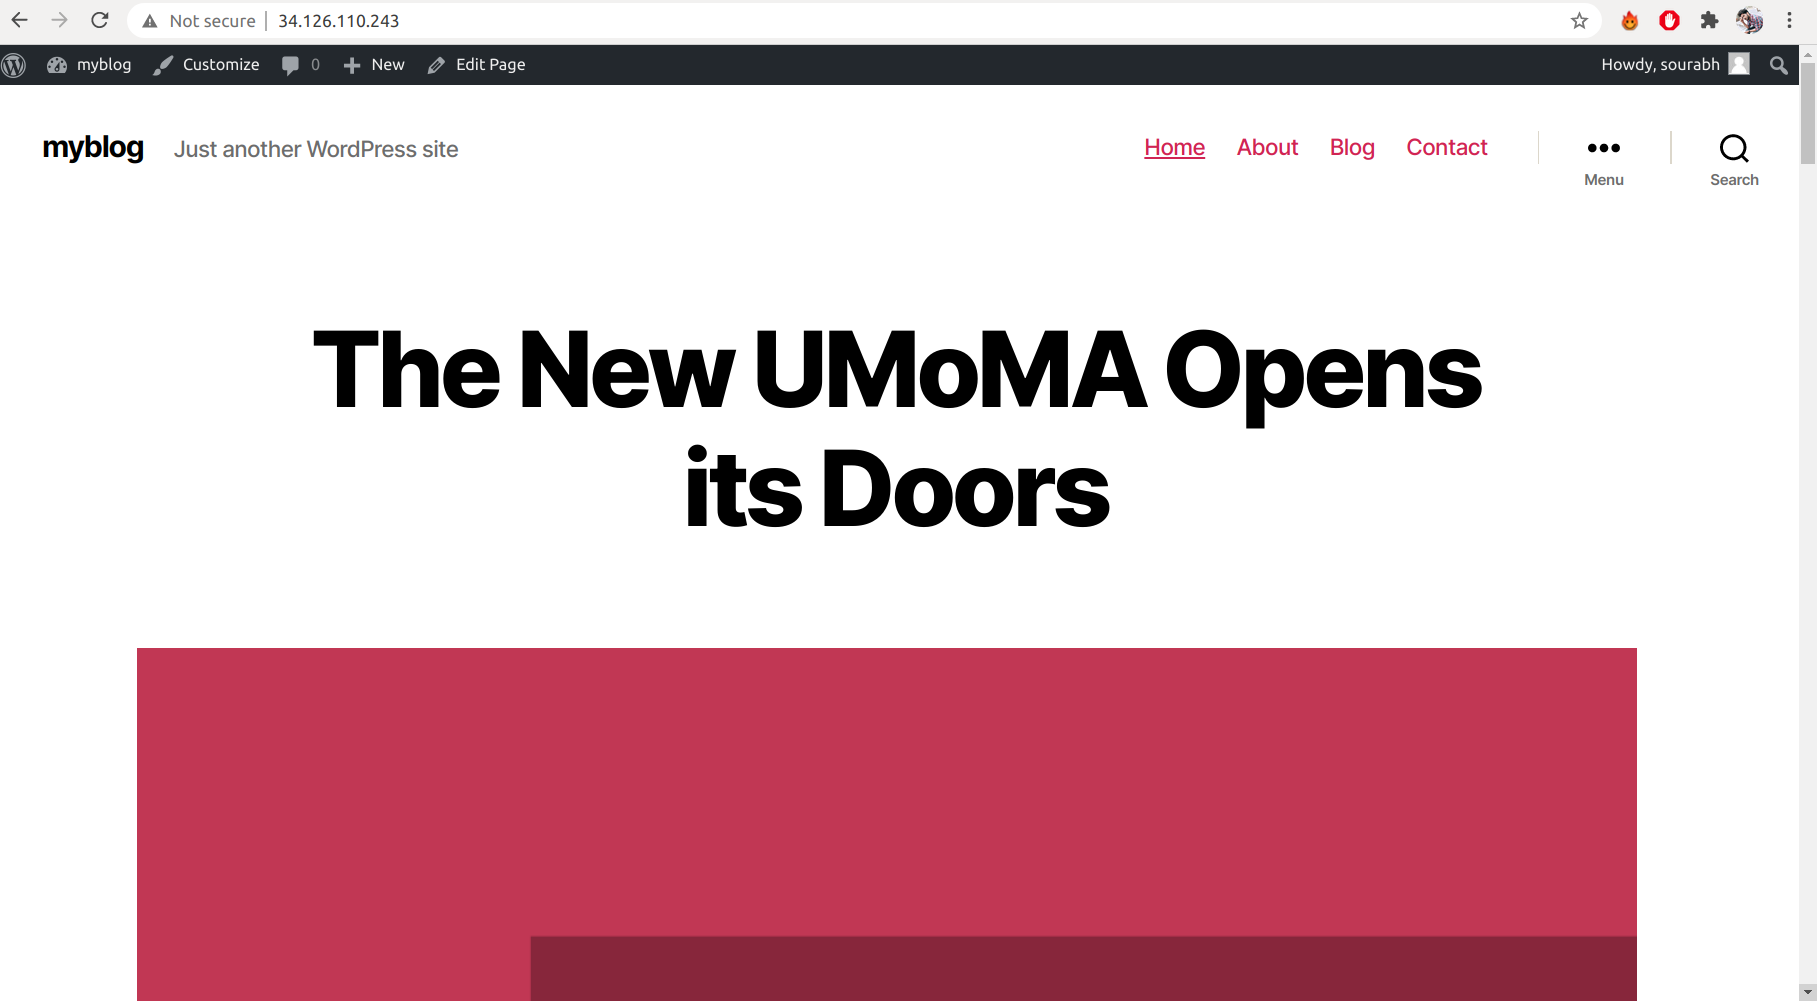 Not secure 34.126.110.243
myblog Customize 0 New Edit Page Howdy, sourabh
myblog Just another WordPress site Home About Blog Contact Menu Search
The New UMoMA Opens
its Doors